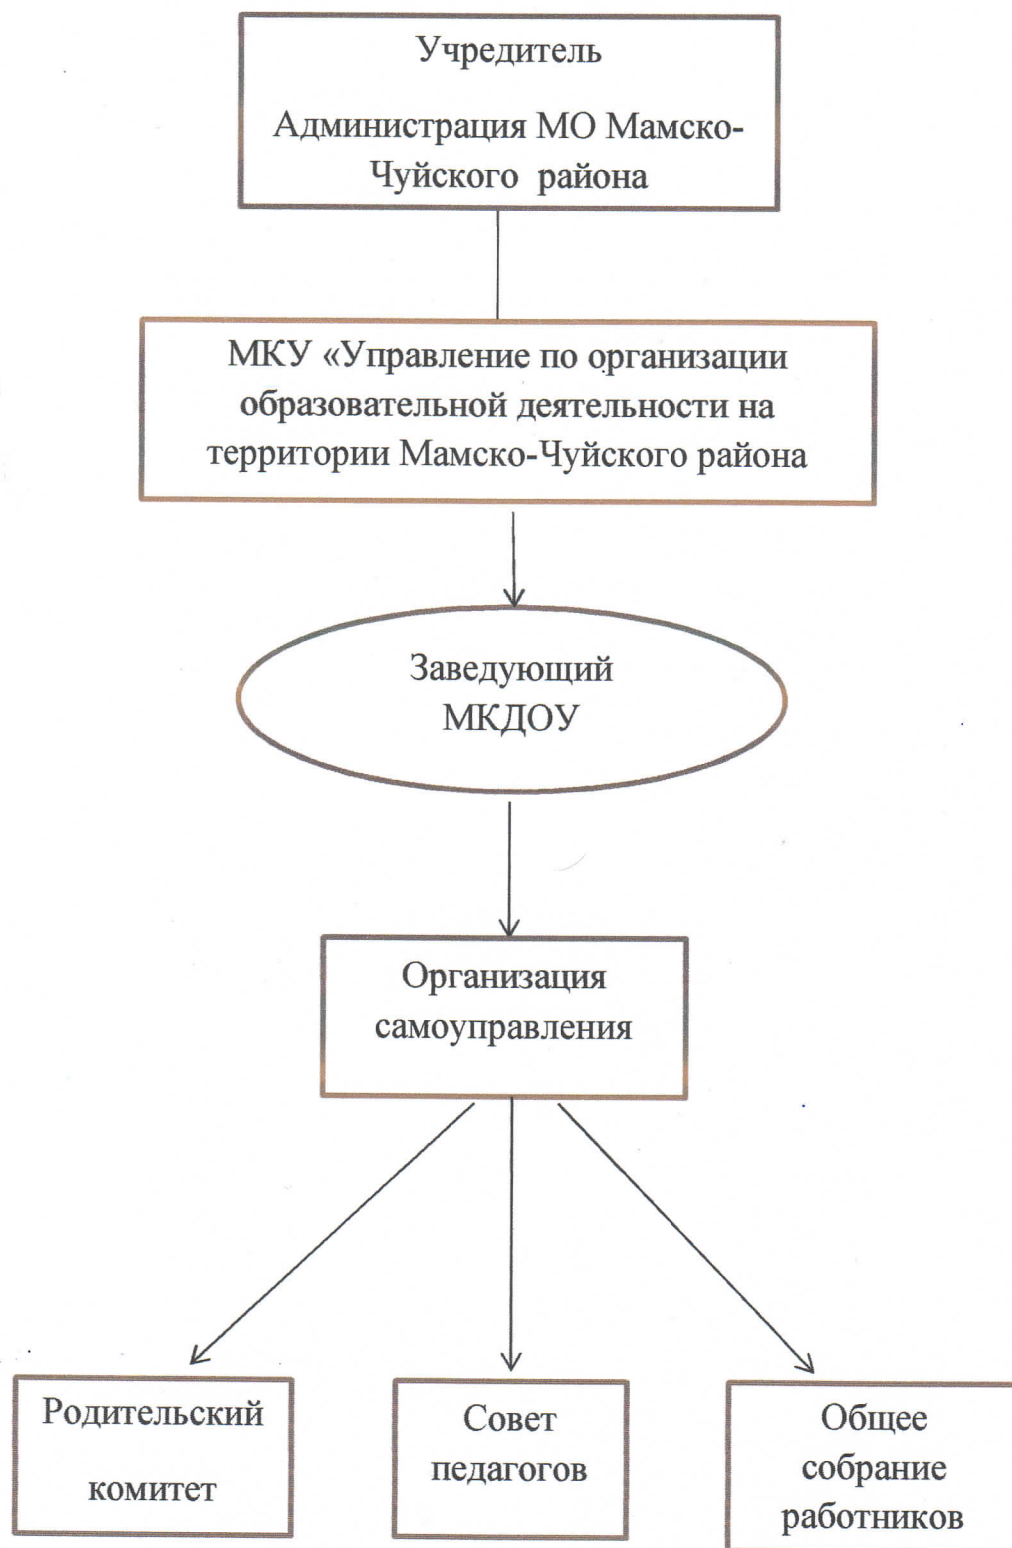 Учредитель
Администрация МО Мамско-
Чуйского района
МКУ «Управление по организации
образовательной деятельности на
территории Мамско-Чуйского района
Заведующий
МКДОУ
Организация
самоуправления
Родительский
комитет
Совет
педагогов
Общее
собрание
работников